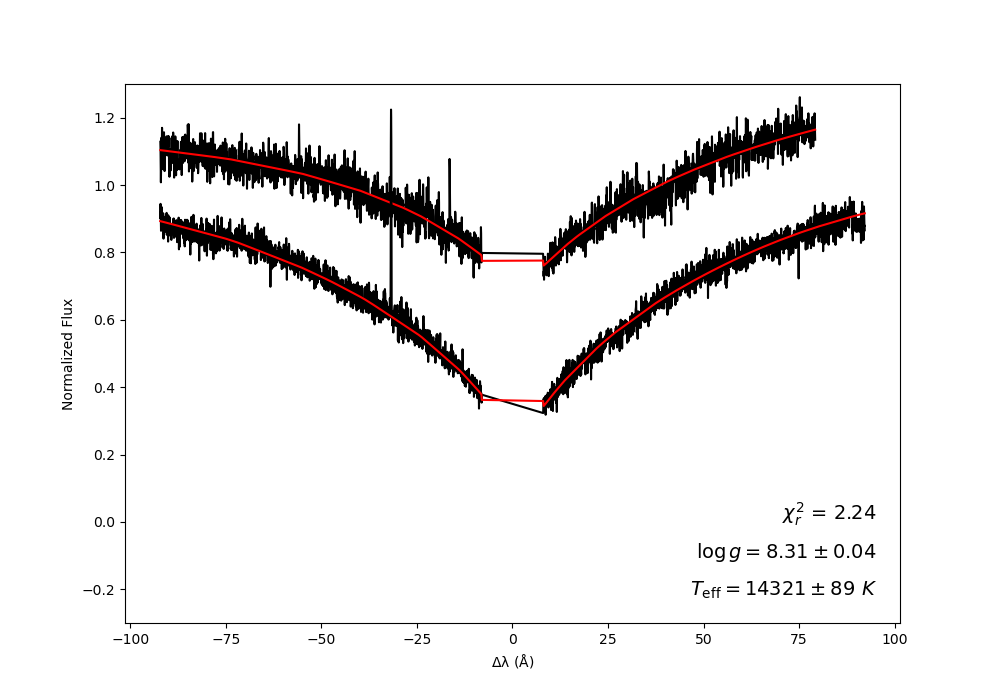 1.2
1.0
0.8
0.6
0.4
0.2
0.0
−0.2
Normalized Flux
χ²ᵣ = 2.24
log g = 8.31 ± 0.04
T_eff = 14321 ± 89 K
−100 −75 −50 −25 0 25 50 75 100
Δλ (Å)